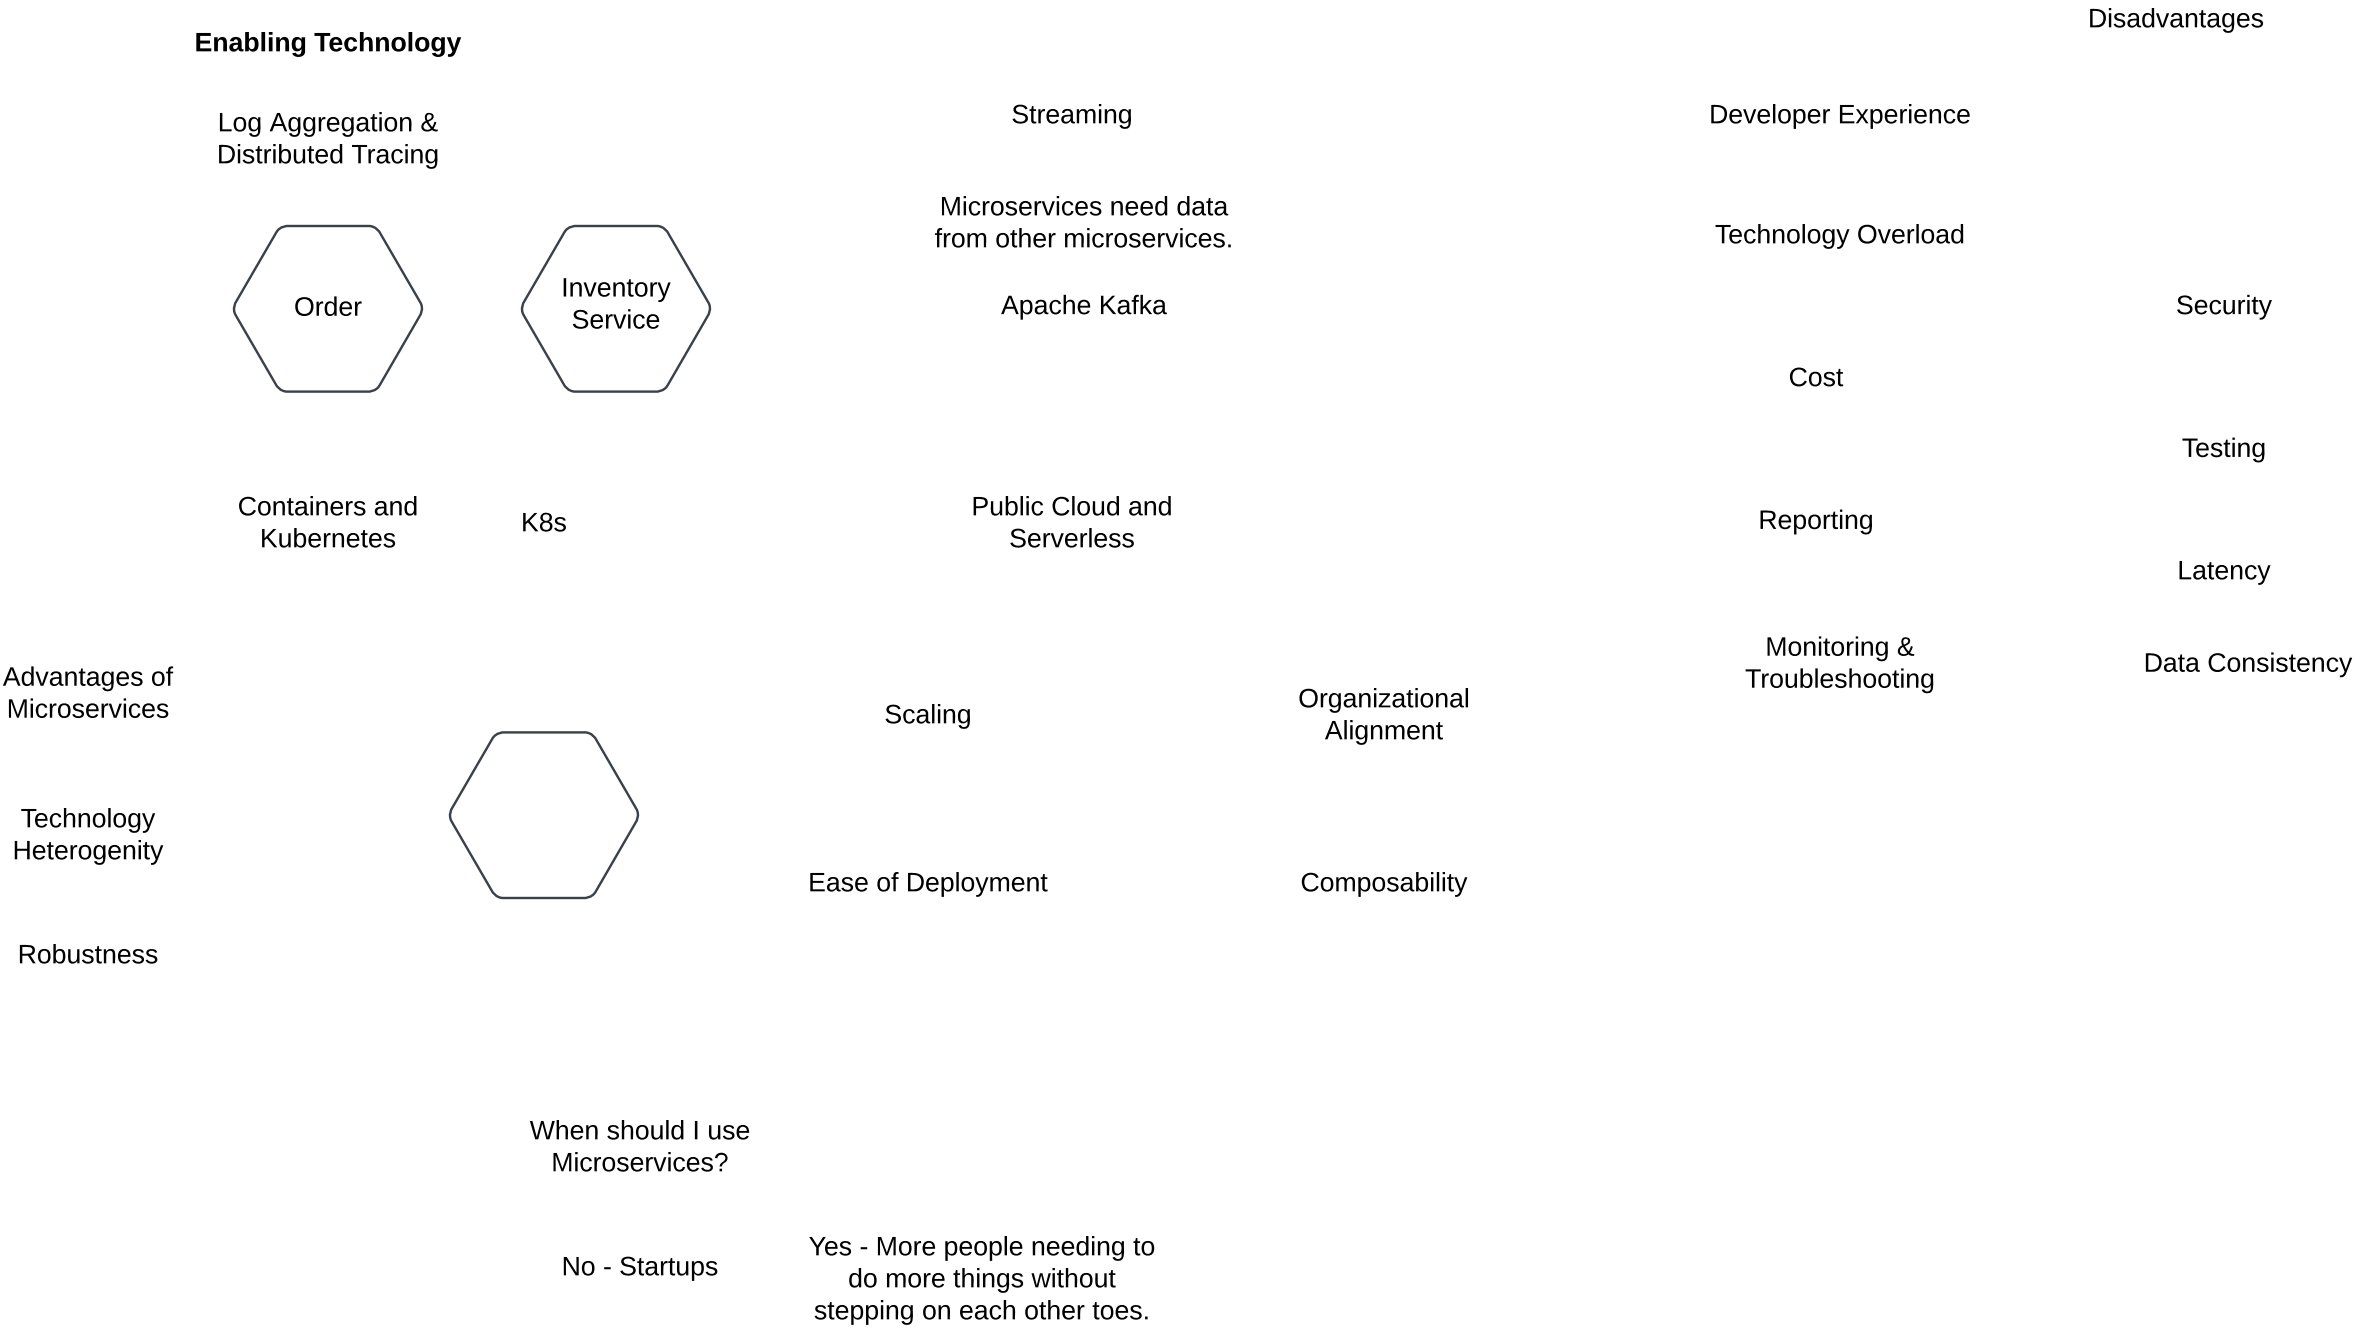 Enabling Technology
Log Aggregation &
Distributed Tracing
Order
Inventory
Service
Containers and
Kubernetes
K8s
Streaming
Microservices need data
from other microservices.
Apache Kafka
Public Cloud and
Serverless
Advantages of
Microservices
Technology
Heterogenity
Robustness
Scaling
Ease of Deployment
Organizational
Alignment
Composability
Disadvantages
Developer Experience
Technology Overload
Cost
Reporting
Monitoring &
Troubleshooting
Security
Testing
Latency
Data Consistency
When should I use
Microservices?
No - Startups
Yes - More people needing to
do more things without
stepping on each other toes.